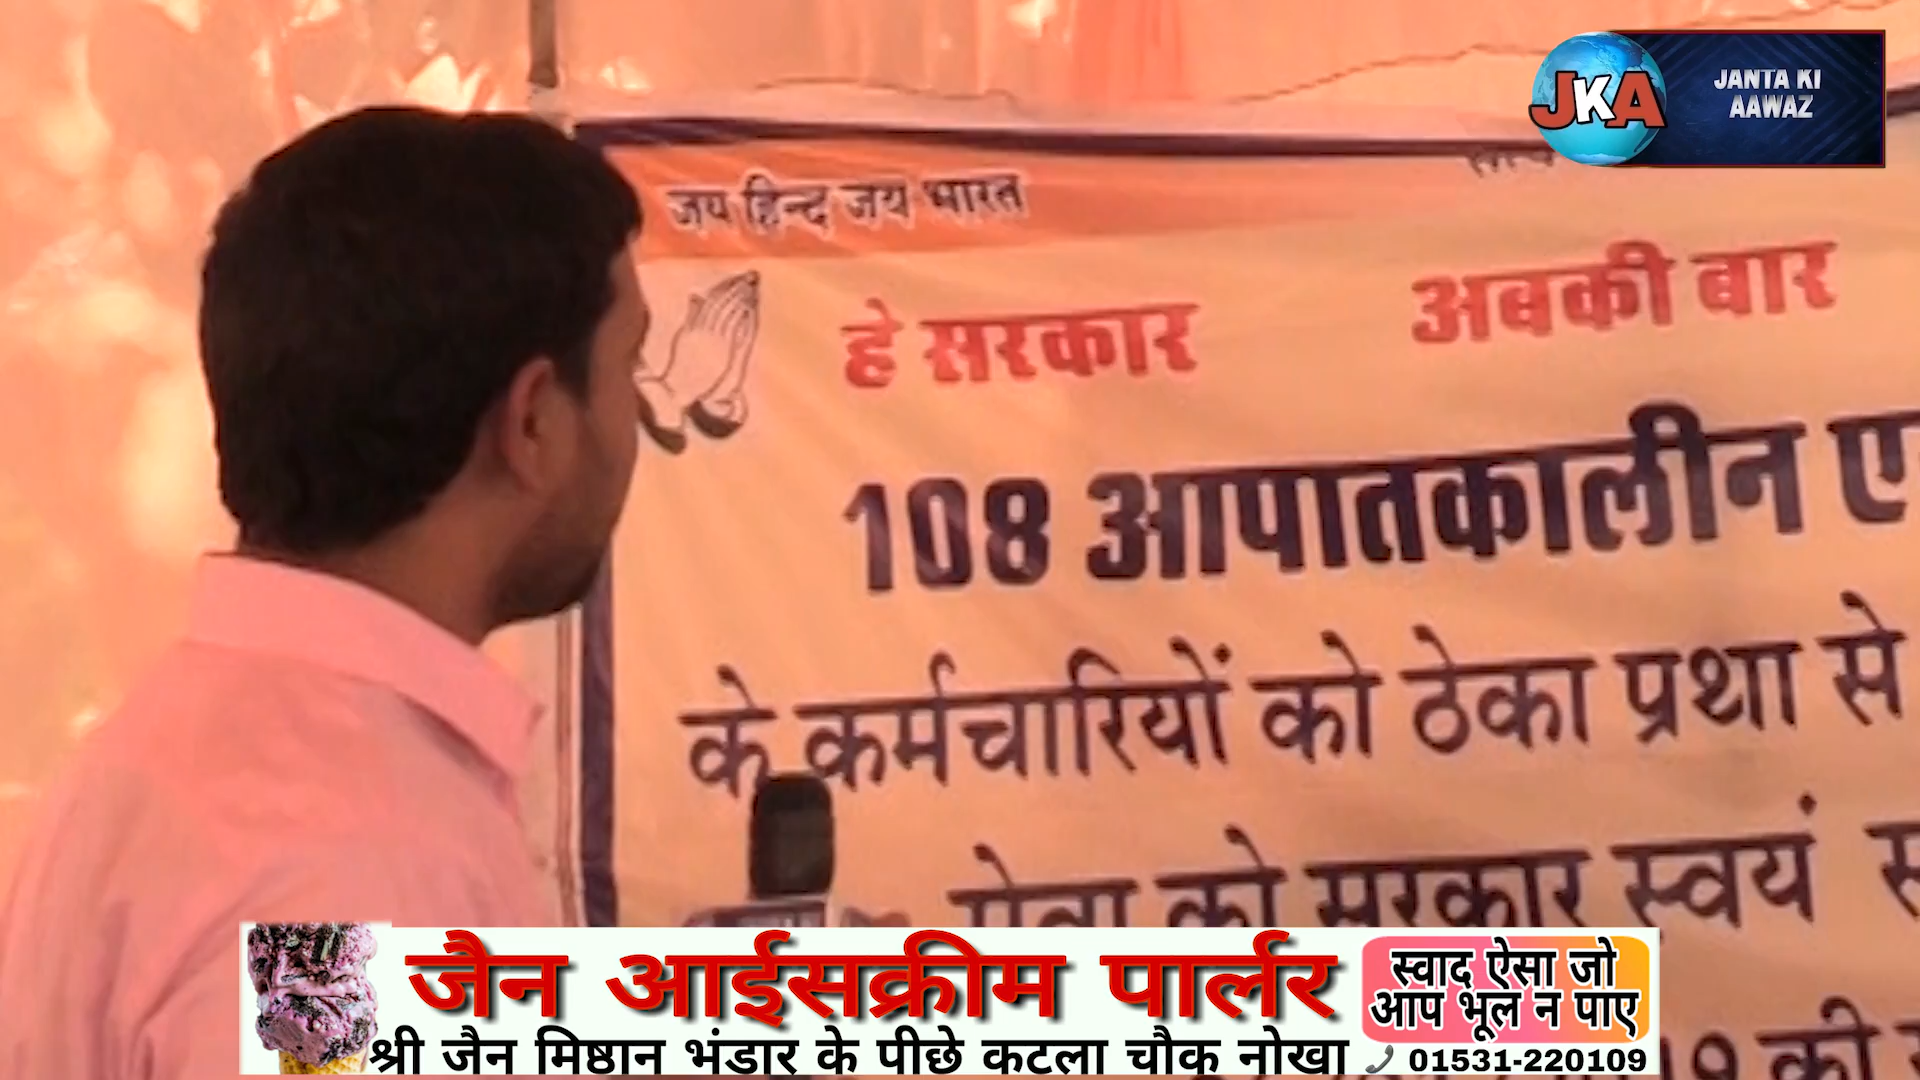 JKA
JANTA KI
AAWAZ
जय हिन्द जय भारत
हे सरकार
अबकी बार
108 आपातकालीन
के कर्मचारियों को ठेका प्रथा से
सेवा को सरकार स्वयं
जैन आईसक्रीम पार्लर
श्री जैन मिष्ठान भंडार के पीछे कटला चौक नोखा
स्वाद ऐसा जो
आप भूल न पाए
01531-220109